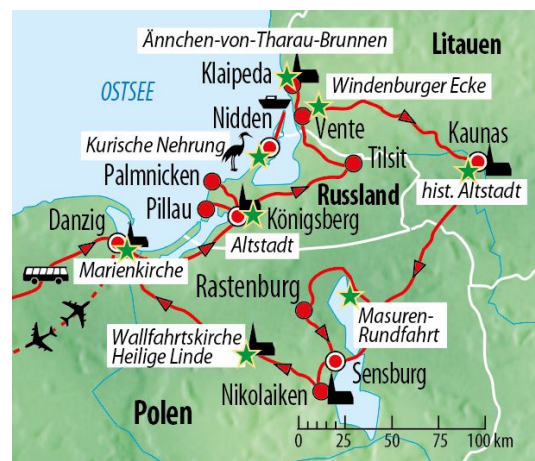 Ännchen-von-Tharau-Brunnen
Litauen
Klaipeda
OSTSEE
Windenburger Ecke
Nidden
Vente
Kaunas
Kurische Nehrung
Tilsit
Palmnicken
Russland
hist. Altstadt
Pillau
Königsberg
Danzig
Altstadt
Marienkirche
Rastenburg
Masuren-
Rundfahrt
Wallfahrtskirche
Heilige Linde
Sensburg
Nikolaiken
Polen
0 25 50 75 100 km